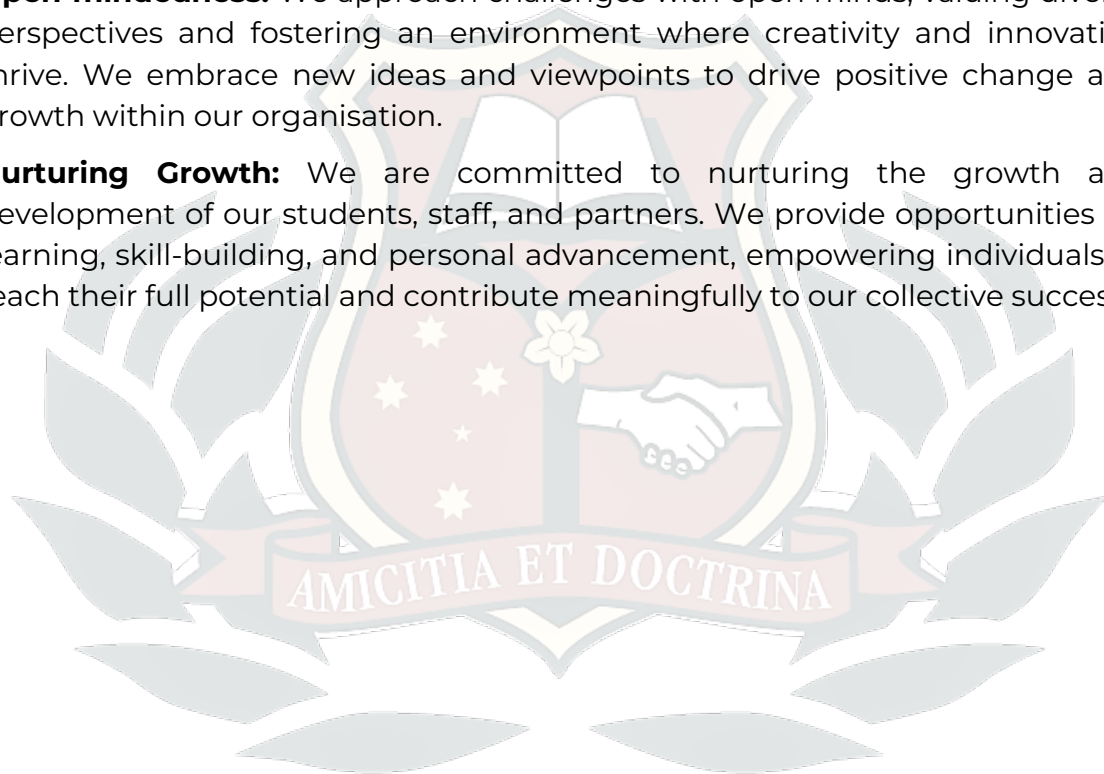 pen-mindedness: We approach challenges with open minds, valuing diver
erspectives and fostering an environment where creativity and innovati
hrive. We embrace new ideas and viewpoints to drive positive change a
rowth within our organisation.
urturing Growth: We are committed to nurturing the growth a
evelopment of our students, staff, and partners. We provide opportunities
earning, skill-building, and personal advancement, empowering individuals
each their full potential and contribute meaningfully to our collective succes
AMICITIA ET DOCTRINA